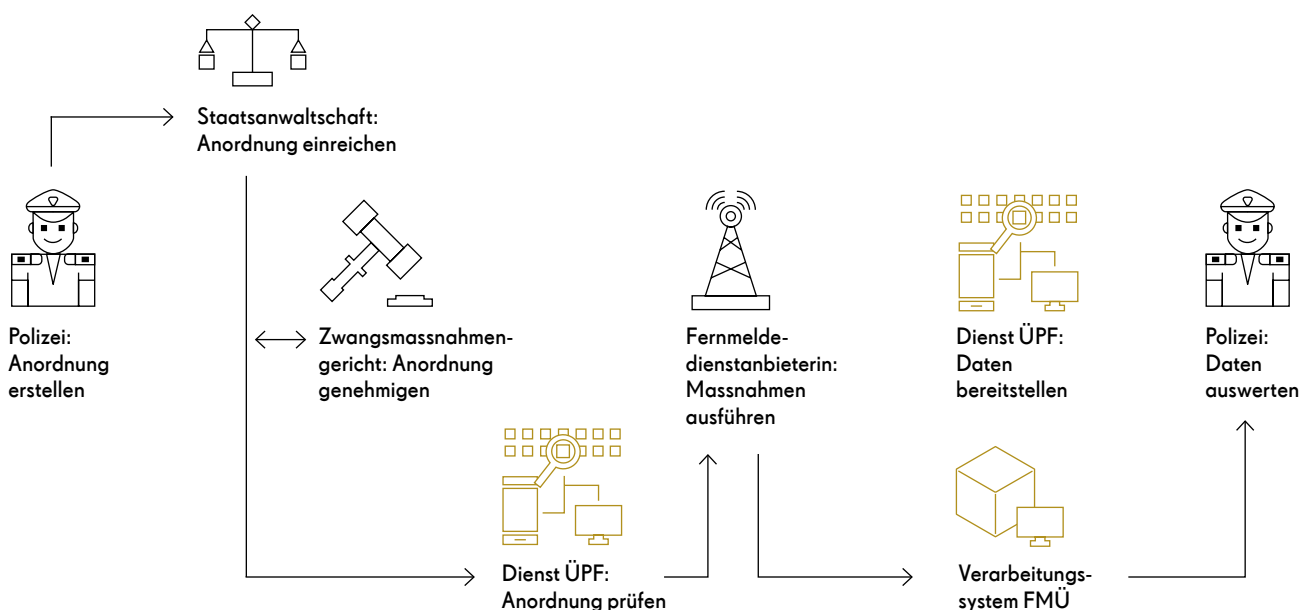 Staatsanwaltschaft:
Anordnung einreichen
Polizei:
Anordnung
erstellen
Zwangsmassnahmen-
gericht: Anordnung
genehmigen
Fernmelde-
dienstanbieterin:
Massnahmen
ausführen
Dienst ÜPF:
Daten
bereitstellen
Polizei:
Daten
auswerten
Dienst ÜPF:
Anordnung prüfen
Verarbeitungs-
system FMÜ